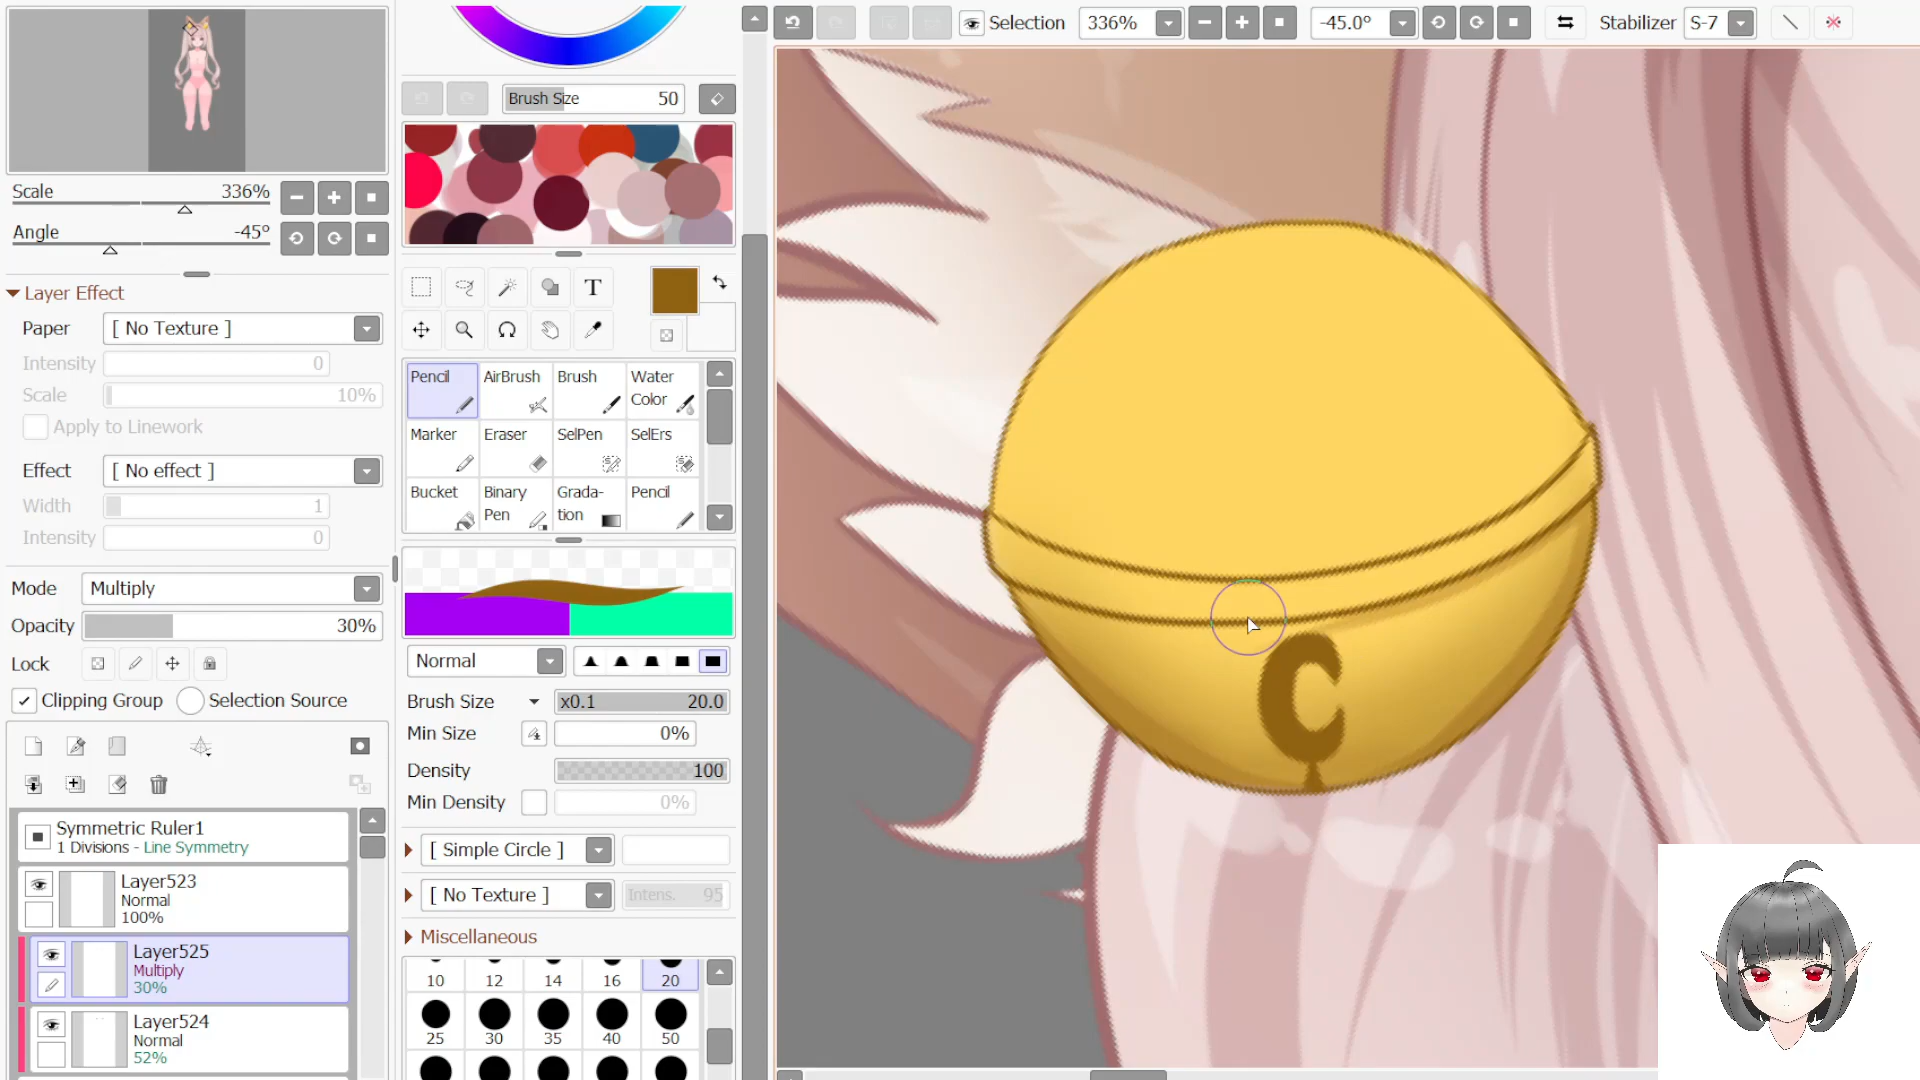 Selection
336%
-45.0°
Stabilizer
S-7
Scale
336%
Angle
-45°
Layer Effect
Paper
[ No Texture ]
Intensity
0
Scale
10%
Apply to Linework
Effect
[ No effect ]
Width
1
Intensity
0
Mode
Multiply
Opacity
30%
Lock
Clipping Group
Selection Source
Symmetric Ruler1
1 Divisions - Line Symmetry
Layer523
Normal
100%
Layer525
Multiply
30%
Layer524
Normal
52%
Brush Size
50
T
Pencil
AirBrush
Brush
Water
Color
Marker
Eraser
SelPen
SelErs
Bucket
Binary
Pen
Grada-
tion
Pencil
Normal
Brush Size
x0.1
20.0
Min Size
0%
Density
100
Min Density
0%
[ Simple Circle ]
[ No Texture ]
Intens.
95
Miscellaneous
10
12
14
16
20
25
30
35
40
50